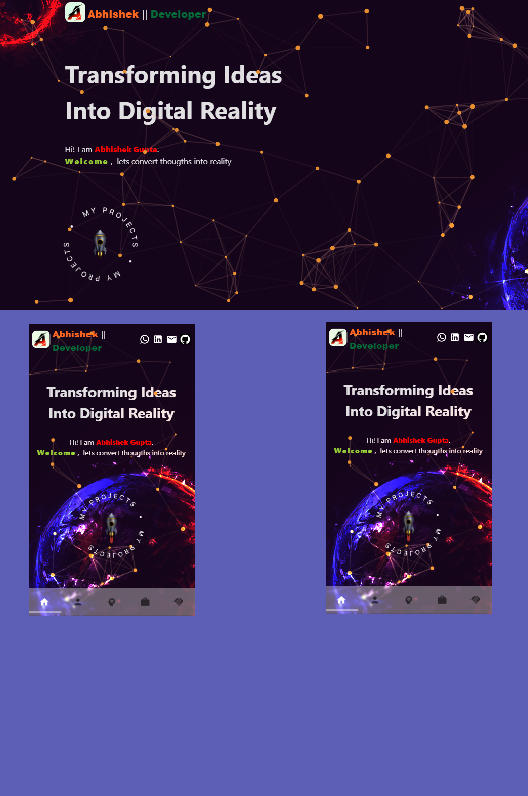 Abhishek || Developer
Transforming Ideas
Into Digital Reality
Hi! I am Abhishek Gupta.
Welcome , lets convert thougths into reality
MY PROJECTS
MY PROJECTS
Abhishek ||
Developer
Transforming Ideas
Into Digital Reality
Hi! I am Abhishek Gupta.
Welcome , lets convert thougths into reality
MY PROJECTS
MY PROJECTS
Abhishek ||
Developer
Transforming Ideas
Into Digital Reality
Hi! I am Abhishek Gupta.
Welcome , lets convert thougths into reality
MY PROJECTS
MY PROJECTS